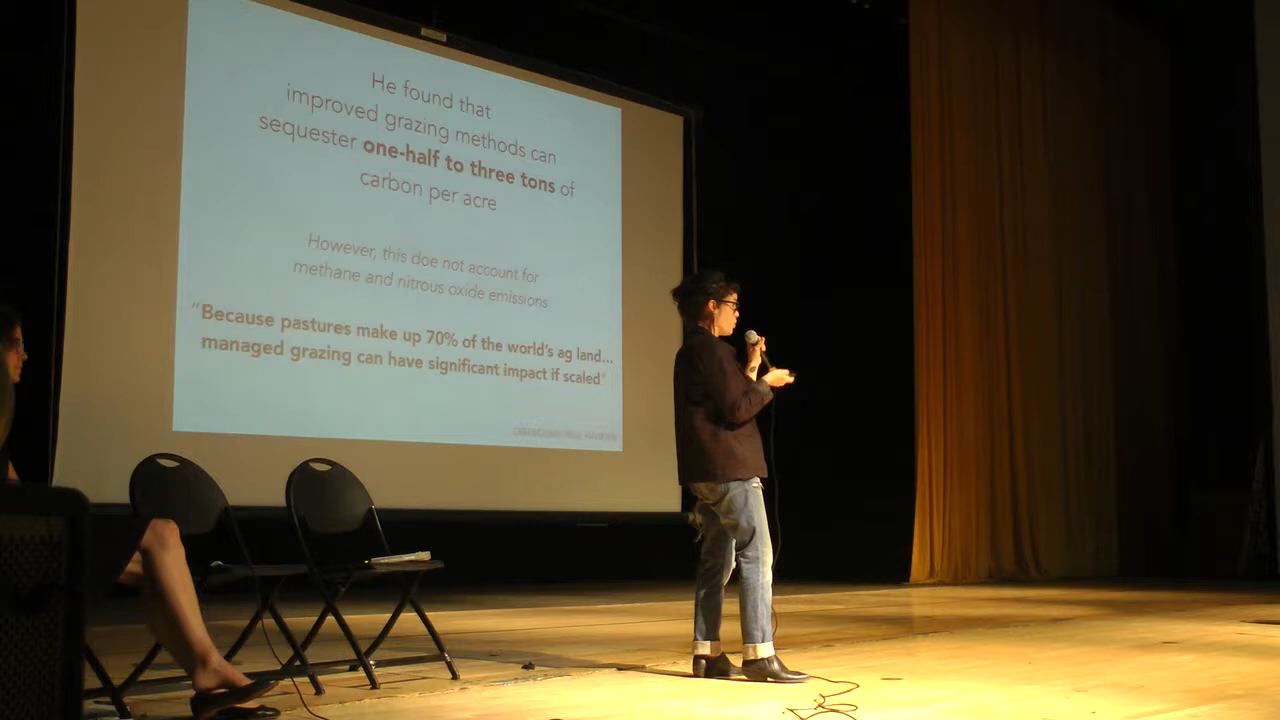 He found that
improved grazing methods can
sequester one-half to three tons of
carbon per acre
However, this doe not account for
methane and nitrous oxide emissions
“Because pastures make up 70% of the world's ag land...
managed grazing can have significant impact if scaled”